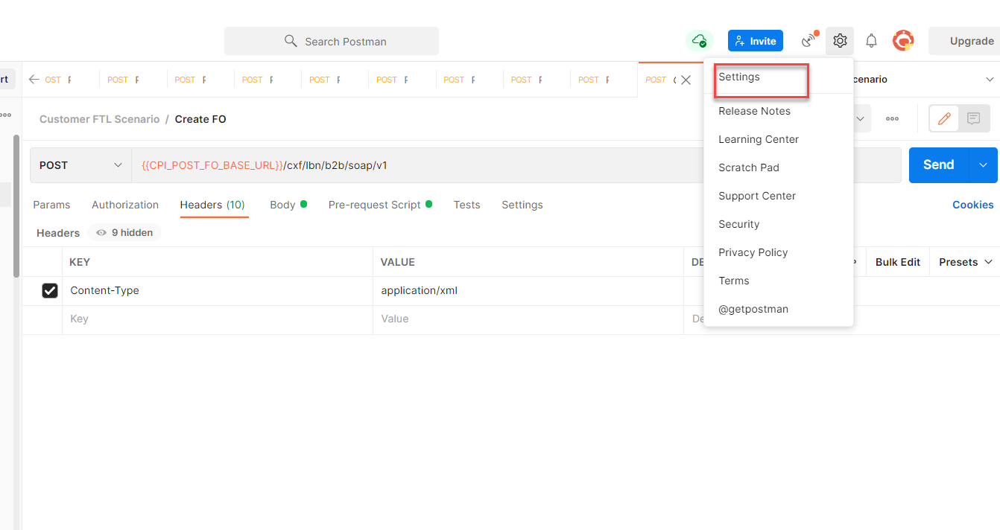 Search Postman
Invite
Upgrade
rt
OST
POST
POST
POST
POST
POST
POST
POST
POST
POST
cenario
Settings
Release Notes
Learning Center
Scratch Pad
Support Center
Security
Privacy Policy
Terms
@getpostman
Customer FTL Scenario / Create FO
POST
{{CPI_POST_FO_BASE_URL}}/cxf/lbn/b2b/soap/v1
Send
Params Authorization Headers (10) Body Pre-request Script Tests Settings
Cookies
Headers 9 hidden
KEY VALUE DE Bulk Edit Presets
Content-Type application/xml
Key Value De